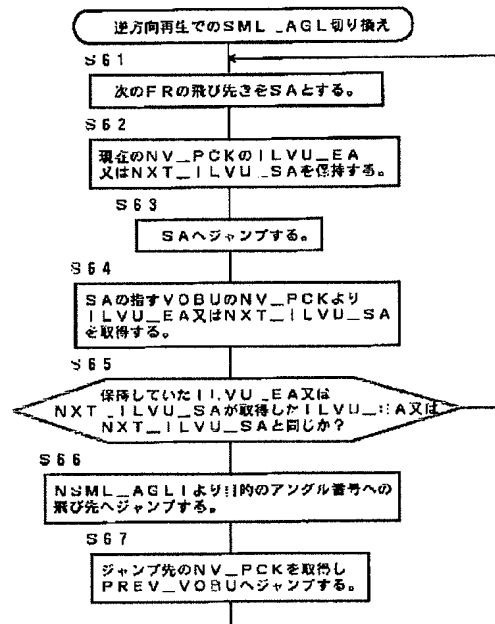 逆方向再生でのSML_AGL切り換え
S61
次のFRの飛び先きをSAとする。
S62
現在のNV_PCKのILVU_EA
又はNXT_ILVU_SAを保持する。
S63
SAへジャンプする。
S64
SAの指すVOBUのNV_PCKより
ILVU_EA又はNXT_ILVU_SA
を取得する。
S65
保持していたILVU_EA又は
NXT_ILVU_SAが取得したILVU_EA又は
NXT_ILVU_SAと同じか?
S66
NSML_AGLIより目的のアングル番号への
飛び先へジャンプする。
S67
ジャンプ先のNV_PCKを取得し
PREV_VOBUへジャンプする。